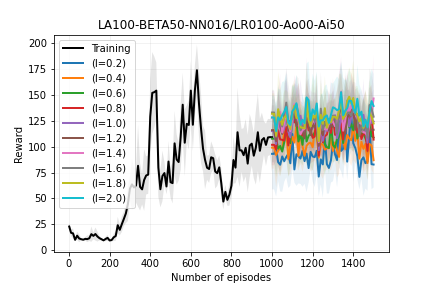 LA100-BETA50-NN016/LR0100-Ao00-Ai50
Reward
200
175
150
125
100
75
50
25
0
Training
(l=0.2)
(l=0.4)
(l=0.6)
(l=0.8)
(l=1.0)
(l=1.2)
(l=1.4)
(l=1.6)
(l=1.8)
(l=2.0)
0 200 400 600 800 1000 1200 1400
Number of episodes